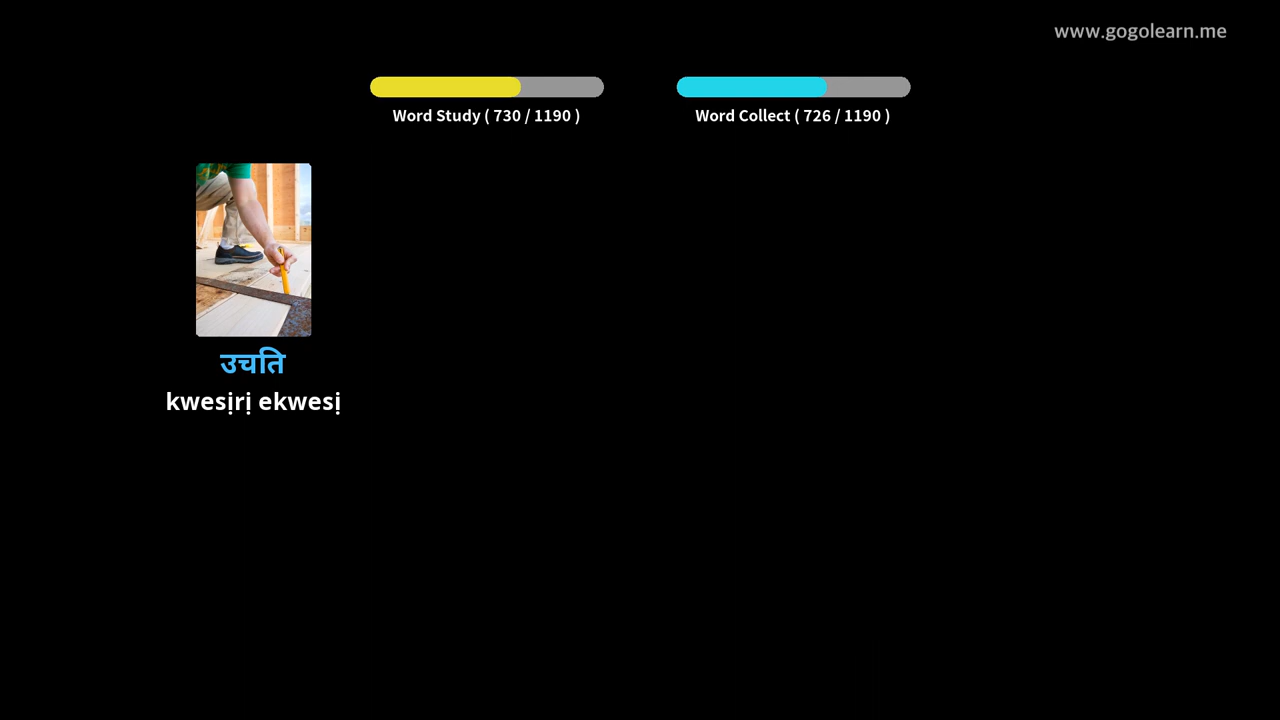 www.gogolearn.me
Word Study ( 730 / 1190 )
Word Collect ( 726 / 1190 )
उचति
kwesịrị ekwesị